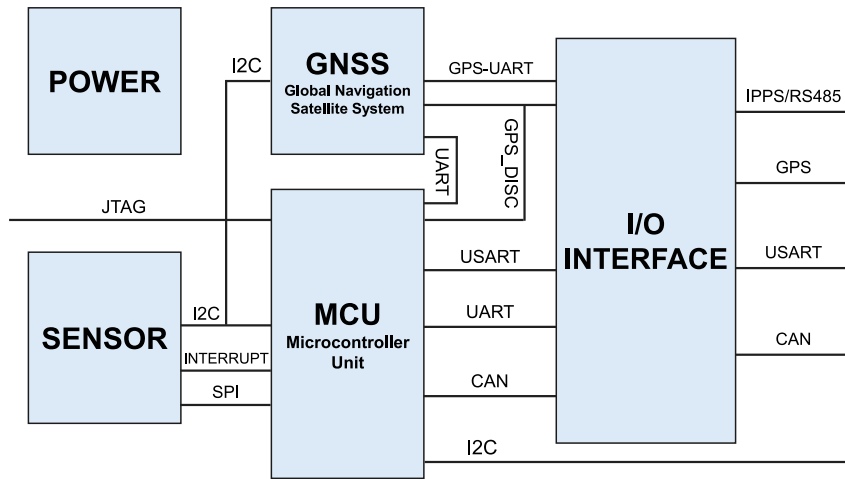 POWER
I2C
GNSS
Global Navigation
Satellite System
GPS-UART
IPPS/RS485
UART
GPS_DISC
GPS
JTAG
I/O
INTERFACE
SENSOR
I2C
INTERRUPT
SPI
MCU
Microcontroller
Unit
USART
UART
CAN
I2C
USART
CAN